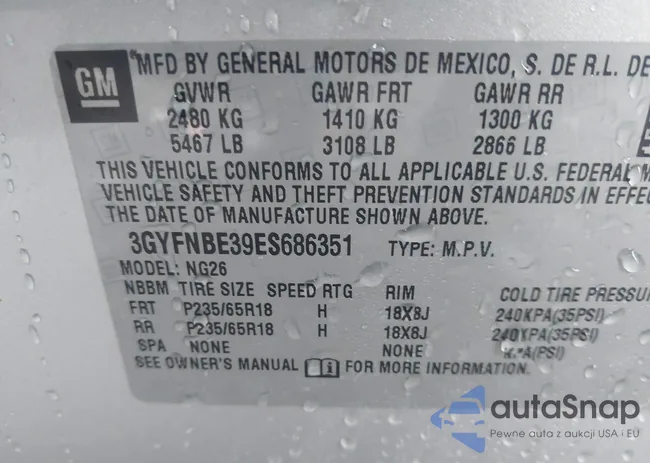 GM
MFD BY GENERAL MOTORS DE MEXICO, S. DE R.L. DE
GVWR GAWR FRT GAWR RR
2480 KG 1410 KG 1300 KG
5467 LB 3108 LB 2866 LB
THIS VEHICLE CONFORMS TO ALL APPLICABLE U.S. FEDERAL M
VEHICLE SAFETY AND THEFT PREVENTION STANDARDS IN EFFE
THE DATE OF MANUFACTURE SHOWN ABOVE.
3GYFNBE39ES686351 TYPE: M.P.V.
MODEL: NG26
NBBM TIRE SIZE SPEED RTG RIM COLD TIRE PRESSU
FRT P235/65R18 H 18X8J 240KPA(35PSI)
RR P235/65R18 H 18X8J 240KPA(35PSI)
SPA NONE NONE KPA(PSI)
SEE OWNER'S MANUAL FOR MORE INFORMATION.
autaSnap
Pewne auta z aukcji USA i EU